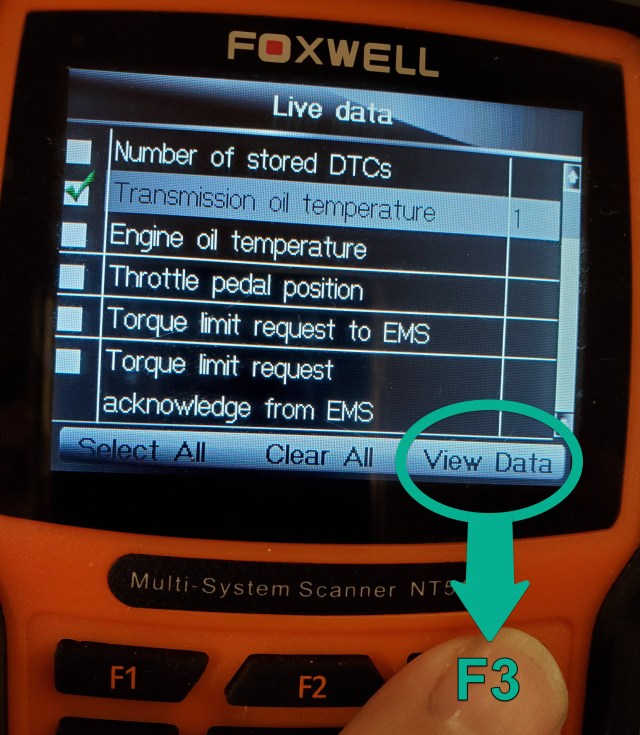 FOXWELL
Live data
Number of stored DTCs
Transmission oil temperature 1
Engine oil temperature
Throttle pedal position
Torque limit request to EMS
Torque limit request
acknowledge from EMS
Select All Clear All View Data
Multi-System Scanner
F1 F2 F3